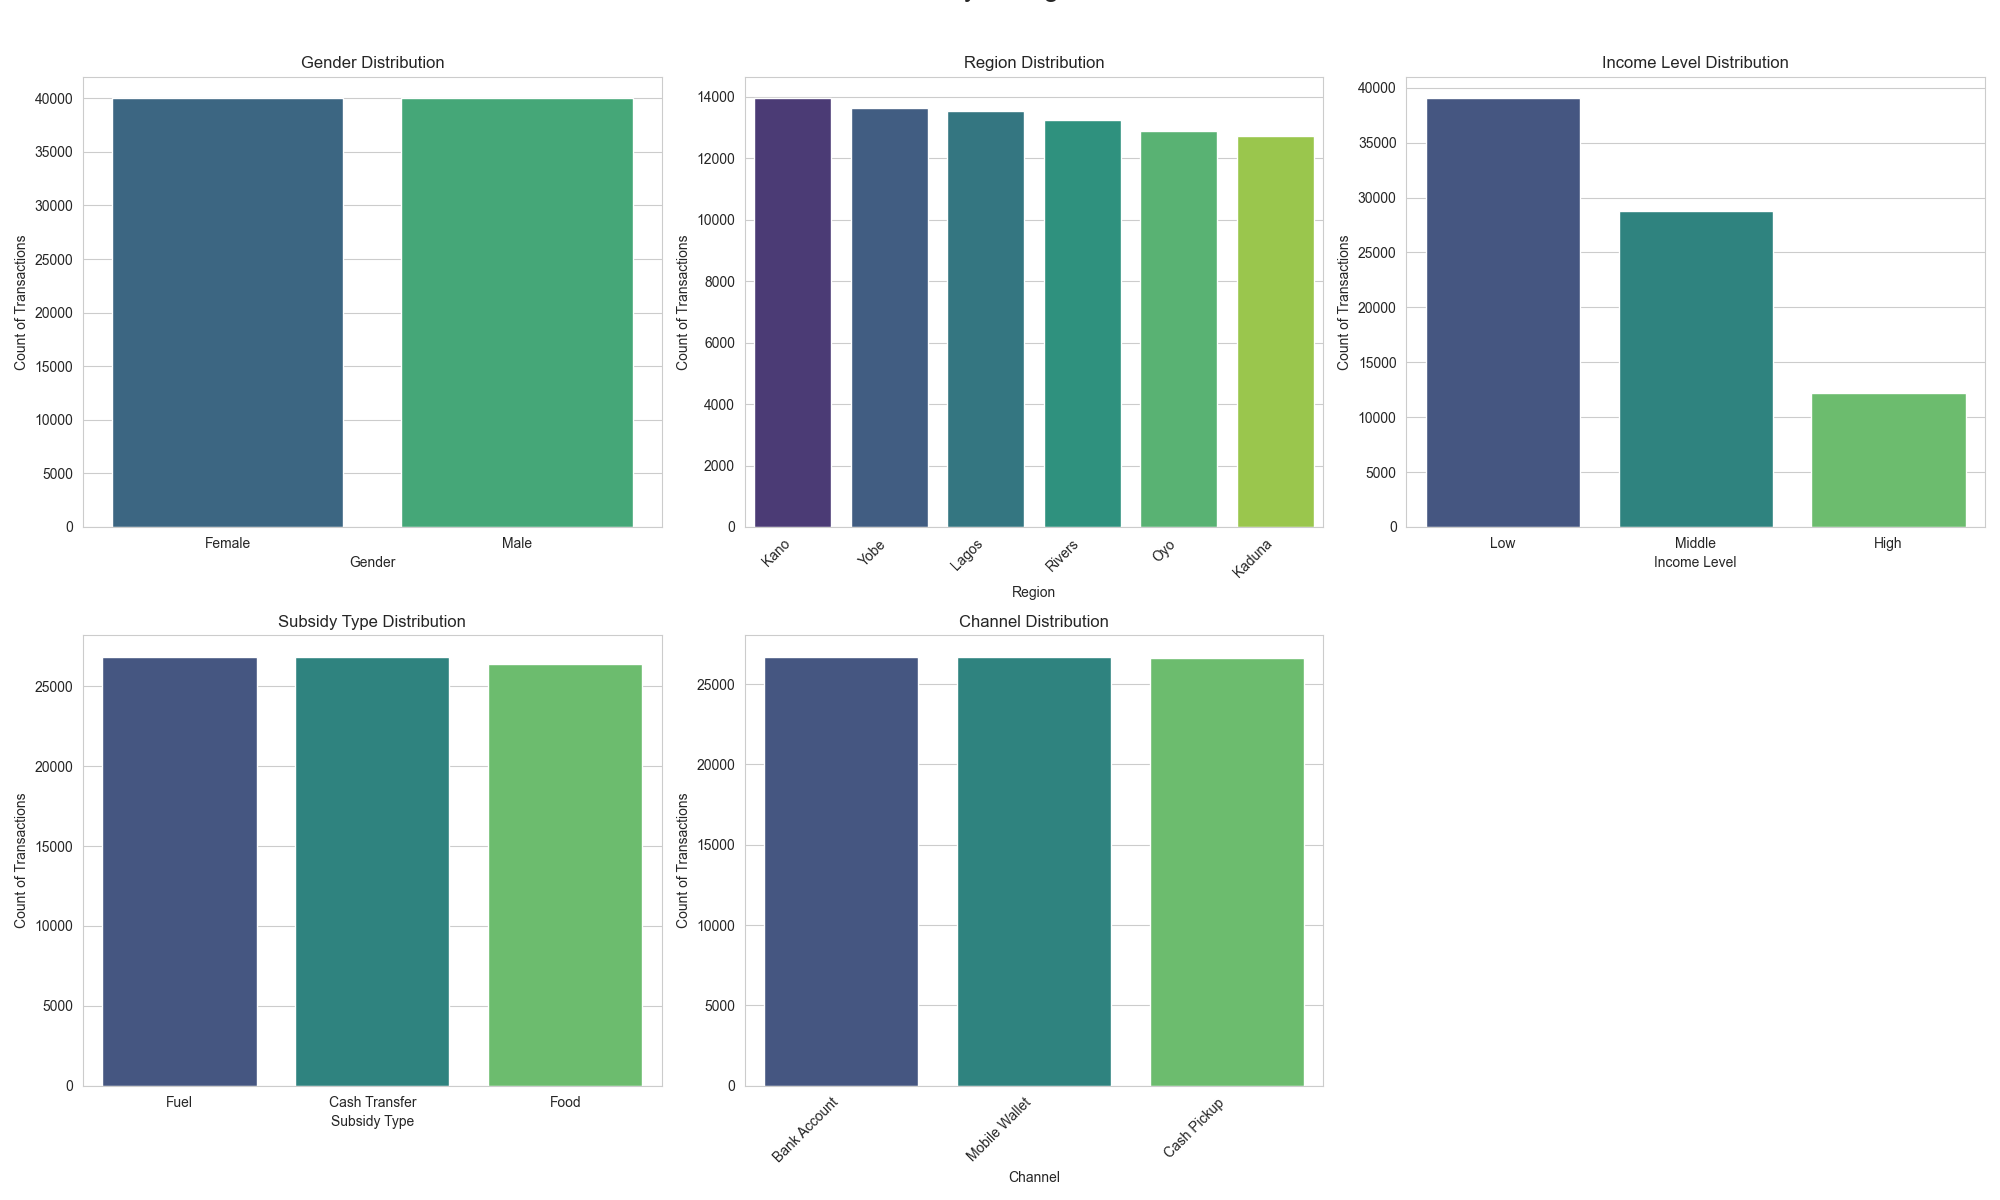 Gender Distribution
Count of Transactions
40000
35000
30000
25000
20000
15000
10000
5000
0
Female
Male
Gender
Region Distribution
Count of Transactions
14000
12000
10000
8000
6000
4000
2000
0
Kano
Yobe
Lagos
Rivers
Oyo
Kaduna
Region
Income Level Distribution
Count of Transactions
40000
35000
30000
25000
20000
15000
10000
5000
0
Low
Middle
High
Income Level
Subsidy Type Distribution
Count of Transactions
25000
20000
15000
10000
5000
0
Fuel
Cash Transfer
Food
Subsidy Type
Channel Distribution
Count of Transactions
25000
20000
15000
10000
5000
0
Bank Account
Mobile Wallet
Cash Pickup
Channel